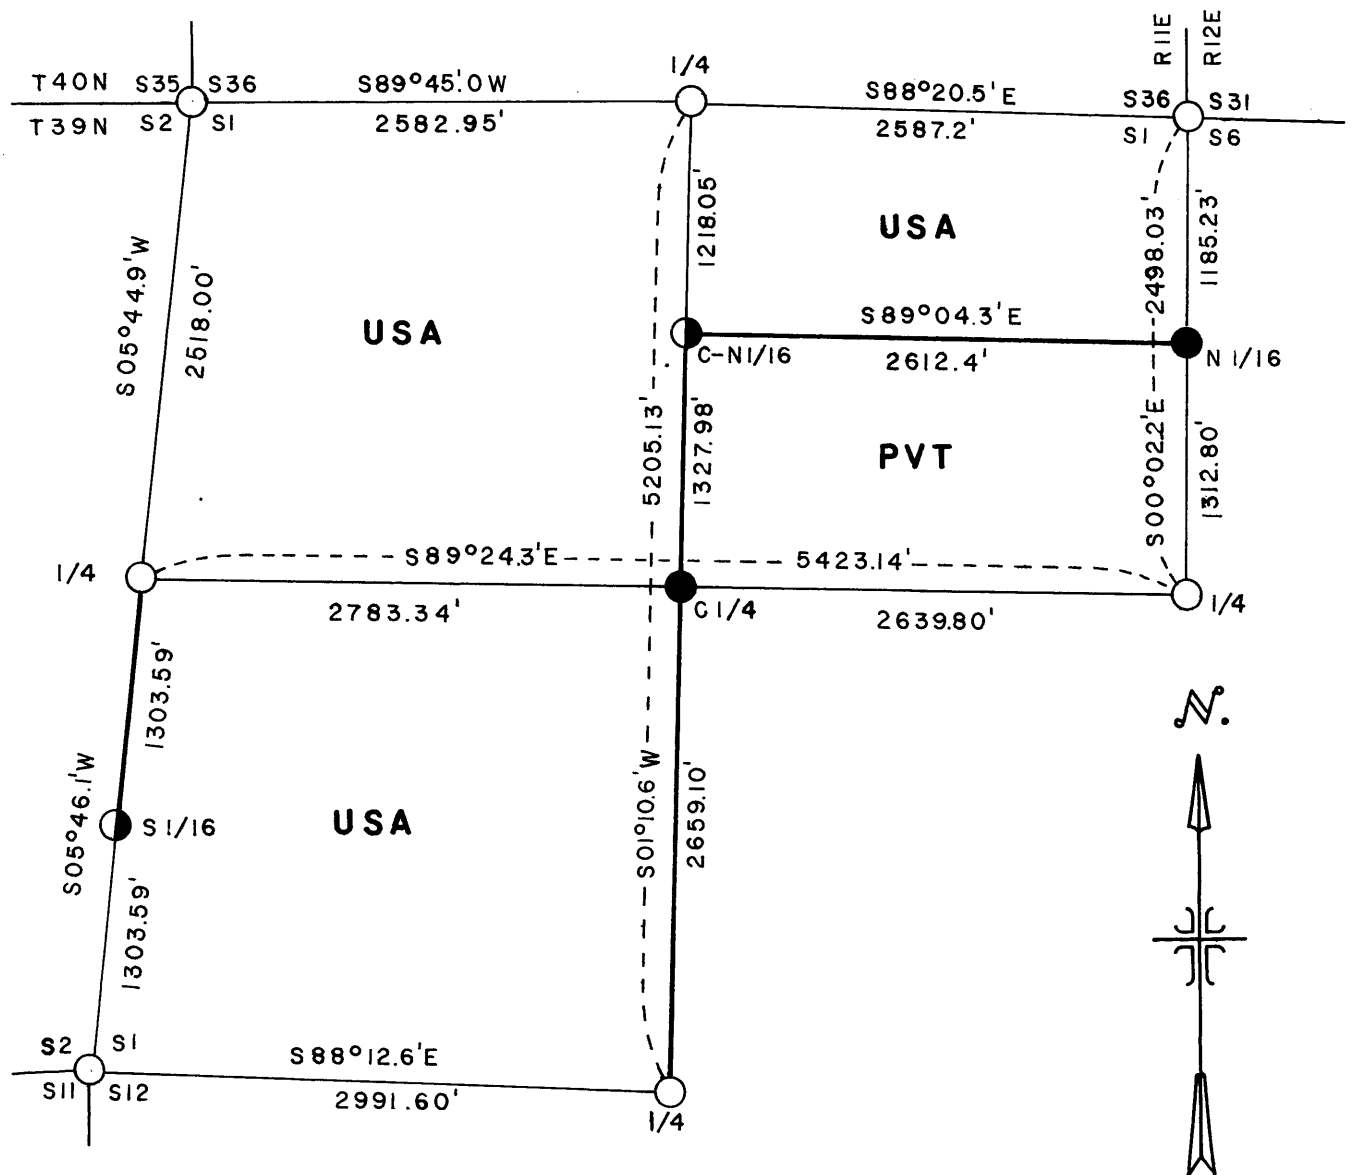 R11E
R12E
1/4
T40N S35 S36
S89°45.'0 W
S88°20.5' E
S36 S31
T39N S2 S1
2582.95'
2587.2'
S1 S6
S05°44.9'W
2518.00'
1218.05'
USA
2498.03'
1185.23'
USA
S89°04.3'E
C-N1/16
2612.4'
N 1/16
5205.13'
1327.98'
PVT
S00°02.2'E
1312.80'
1/4
S89°24.3'E
5423.14'
2783.34'
C1/4
2639.80'
1/4
1303.59'
N.
S05°46.1'W
S 1/16
USA
S01°10.6'W
2659.10'
1303.59'
S2 S1
S88°12.6'E
S11 S12
2991.60'
1/4